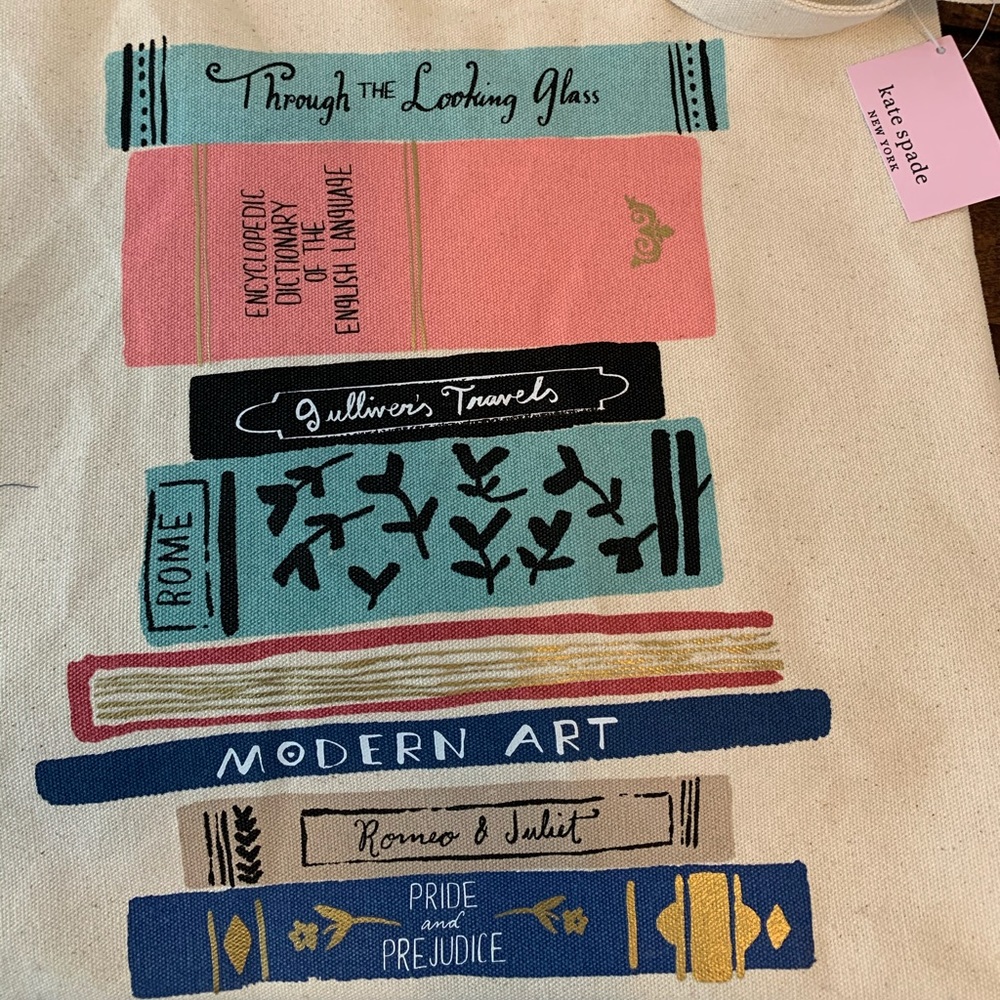 Through THE Looking Glass
kate spade
NEW YORK
ENCYCLOPEDIC
DICTIONARY
OF THE
ENGLISH LANGUAGE
Gulliver's Travels
ROME
MODERN ART
Romeo & Juliet
PRIDE
and
PREJUDICE